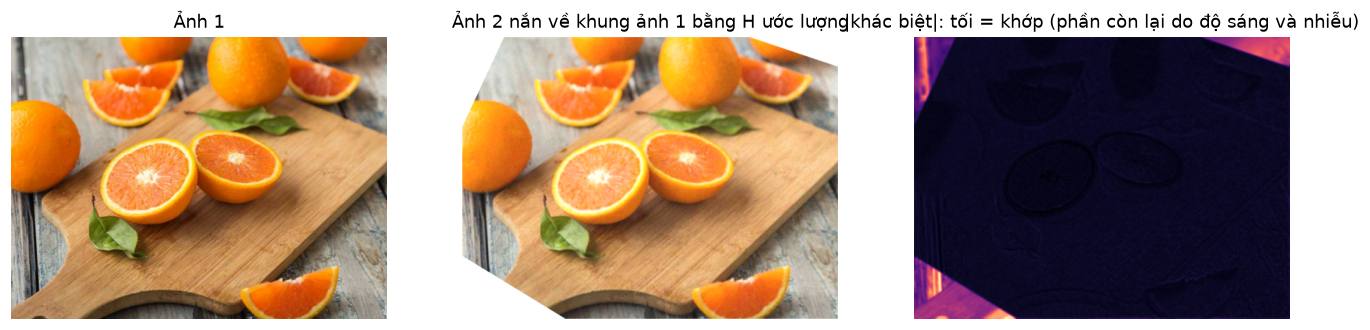 Ảnh 1
Ảnh 2 nắn về khung ảnh 1 bằng H ước lượng
|khác biệt|: tối = khớp (phần còn lại do độ sáng và nhiễu)